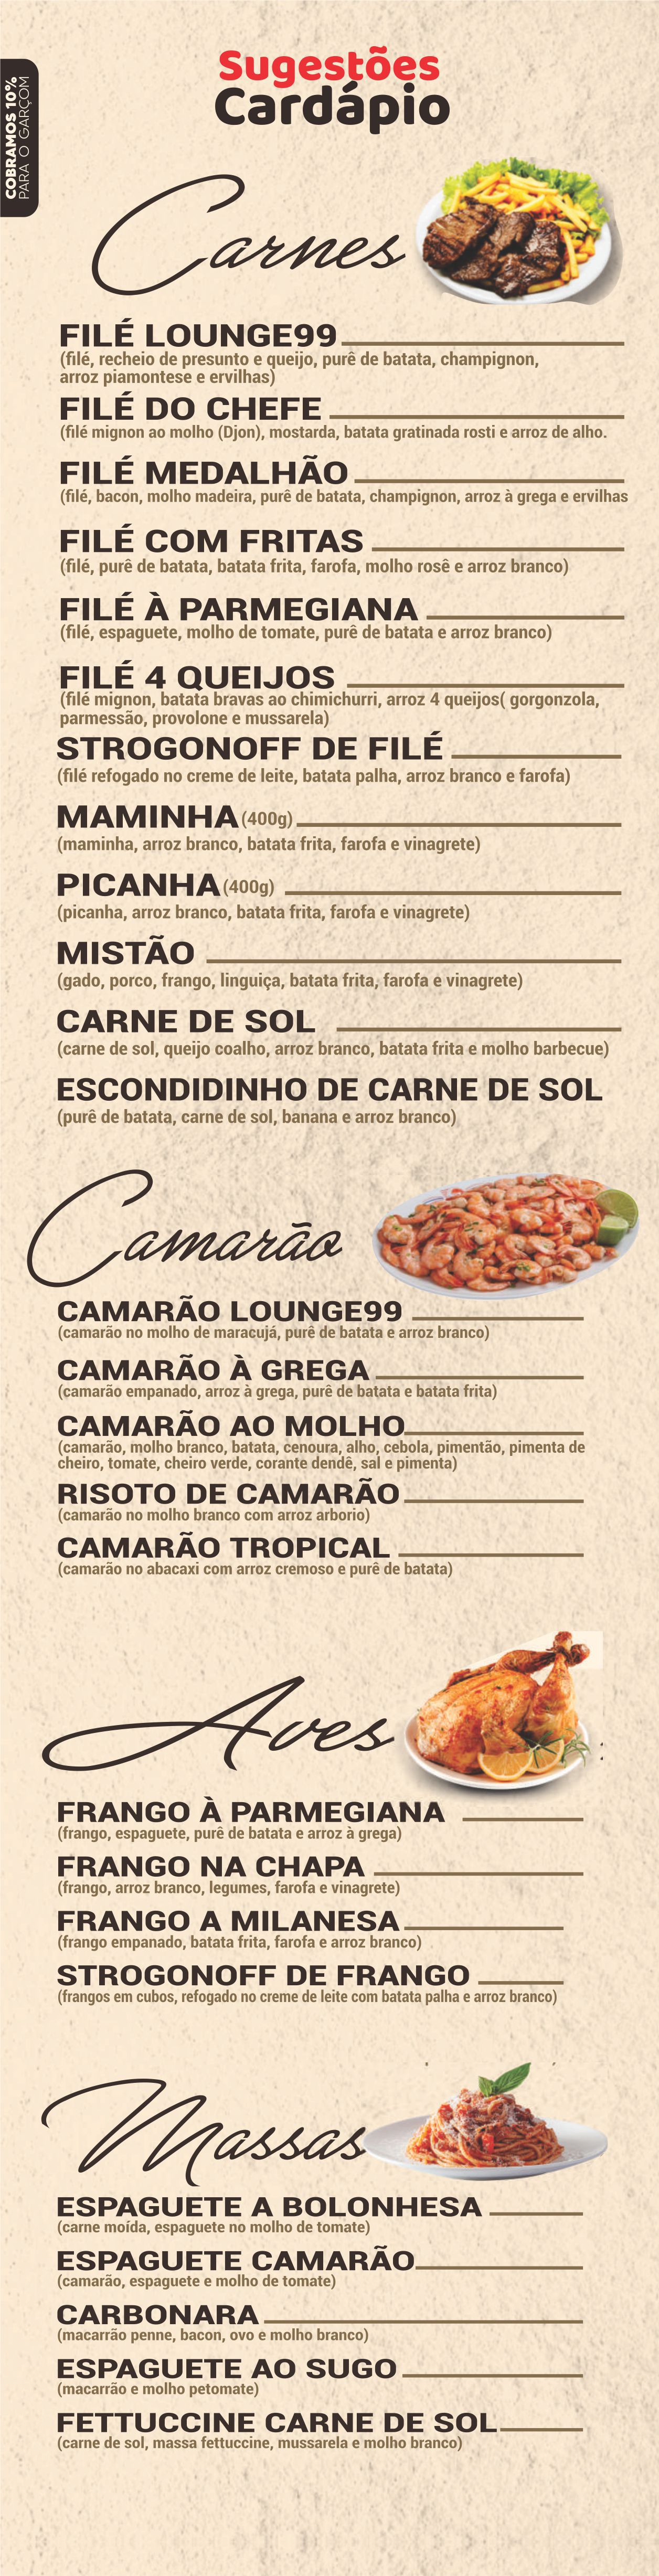 COBRAMOS 10%
PARA O GARÇOM
Sugestões
Cardápio
Carnes
FILÉ LOUNGE99
(filé, recheio de presunto e queijo, purê de batata, champignon,
arroz piamontese e ervilhas)
FILÉ DO CHEFE
(filé mignon ao molho (Djon), mostarda, batata gratinada rosti e arroz de alho.
FILÉ MEDALHÃO
(filé, bacon, molho madeira, purê de batata, champignon, arroz à grega e ervilhas
FILÉ COM FRITAS
(filé, purê de batata, batata frita, farofa, molho rosê e arroz branco)
FILÉ À PARMEGIANA
(filé, espaguete, molho de tomate, purê de batata e arroz branco)
FILÉ 4 QUEIJOS
(filé mignon, batata bravas ao chimichurri, arroz 4 queijos( gorgonzola,
parmessão, provolone e mussarela)
STROGONOFF DE FILÉ
(filé refogado no creme de leite, batata palha, arroz branco e farofa)
MAMINHA (400g)
(maminha, arroz branco, batata frita, farofa e vinagrete)
PICANHA (400g)
(picanha, arroz branco, batata frita, farofa e vinagrete)
MISTÃO
(gado, porco, frango, linguiça, batata frita, farofa e vinagrete)
CARNE DE SOL
(carne de sol, queijo coalho, arroz branco, batata frita e molho barbecue)
ESCONDIDINHO DE CARNE DE SOL
(purê de batata, carne de sol, banana e arroz branco)
Camarão
CAMARÃO LOUNGE99
(camarão no molho de maracujá, purê de batata e arroz branco)
CAMARÃO À GREGA
(camarão empanado, arroz à grega, purê de batata e batata frita)
CAMARÃO AO MOLHO
(camarão, molho branco, batata, cenoura, alho, cebola, pimentão, pimenta de
cheiro, tomate, cheiro verde, corante dendê, sal e pimenta)
RISOTO DE CAMARÃO
(camarão no molho branco com arroz arborio)
CAMARÃO TROPICAL
(camarão no abacaxi com arroz cremoso e purê de batata)
Aves
FRANGO À PARMEGIANA
(frango, espaguete, purê de batata e arroz à grega)
FRANGO NA CHAPA
(frango, arroz branco, legumes, farofa e vinagrete)
FRANGO A MILANESA
(frango empanado, batata frita, farofa e arroz branco)
STROGONOFF DE FRANGO
(frangos em cubos, refogado no creme de leite com batata palha e arroz branco)
Massas
ESPAGUETE A BOLONHESA
(carne moída, espaguete no molho de tomate)
ESPAGUETE CAMARÃO
(camarão, espaguete e molho de tomate)
CARBONARA
(macarrão penne, bacon, ovo e molho branco)
ESPAGUETE AO SUGO
(macarrão e molho petomate)
FETTUCCINE CARNE DE SOL
(carne de sol, massa fettuccine, mussarela e molho branco)